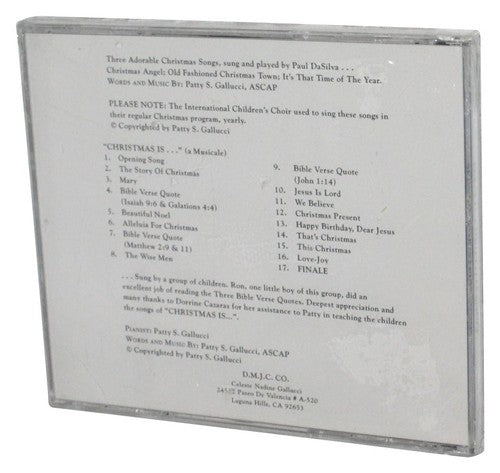 Three Adorable Christmas Songs, sung and played by Paul DaSilva . . .
Christmas Angel; Old Fashioned Christmas Town; It's That Time of The Year.
WORDS AND MUSIC BY: Patty S. Gallucci, ASCAP
PLEASE NOTE: The International Children's Choir used to sing these songs in
their regular Christmas program, yearly.
© Copyrighted by Patty S. Gallucci
"CHRISTMAS IS . . ." (a Musicale)
1. Opening Song
2. The Story Of Christmas
3. Mary
4. Bible Verse Quote
(Isaiah 9:6 & Galations 4:4)
5. Beautiful Noel
6. Alleluia For Christmas
7. Bible Verse Quote
(Matthew 2:9 & 11)
8. The Wise Men
9. Bible Verse Quote
(John 1:14)
10. Jesus Is Lord
11. We Believe
12. Christmas Present
13. Happy Birthday, Dear Jesus
14. That's Christmas
15. This Christmas
16. Love-Joy
17. FINALE
. . . Sung by a group of children. Ron, one little boy of this group, did an
excellent job of reading the Three Bible Verse Quotes. Deepest appreciation and
many thanks to Dorrine Cazaras for her assistance to Patty in teaching the children
the songs of "CHRISTMAS IS...".
PIANIST: Patty S. Gallucci
WORDS AND MUSIC BY: Patty S. Gallucci, ASCAP
© Copyrighted by Patty S. Gallucci
D.M.J.C. CO.
Celeste Nadine Gallucci
Paseo De Valencia # A-520
Laguna Hills, CA 92653